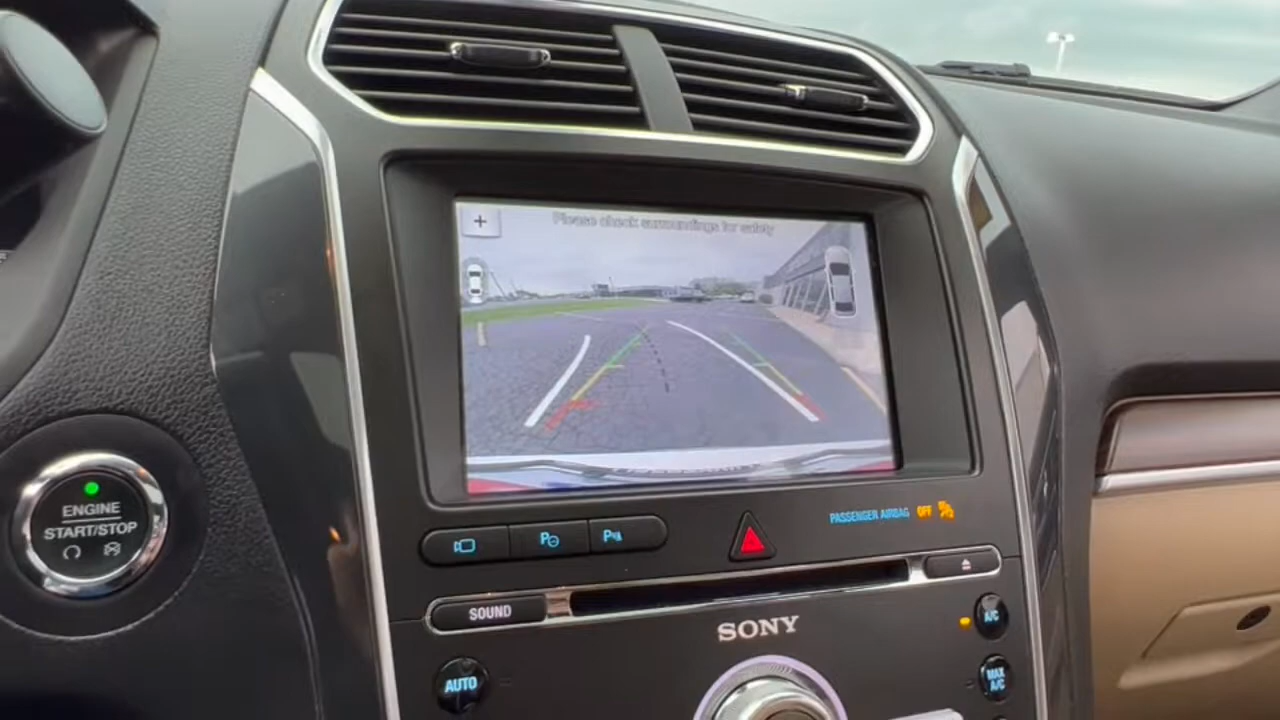 +
Please check surroundings for safety
ENGINE
START/STOP
PASSENGER AIRBAG OFF
SOUND
SONY
A/C
AUTO
MAX
A/C